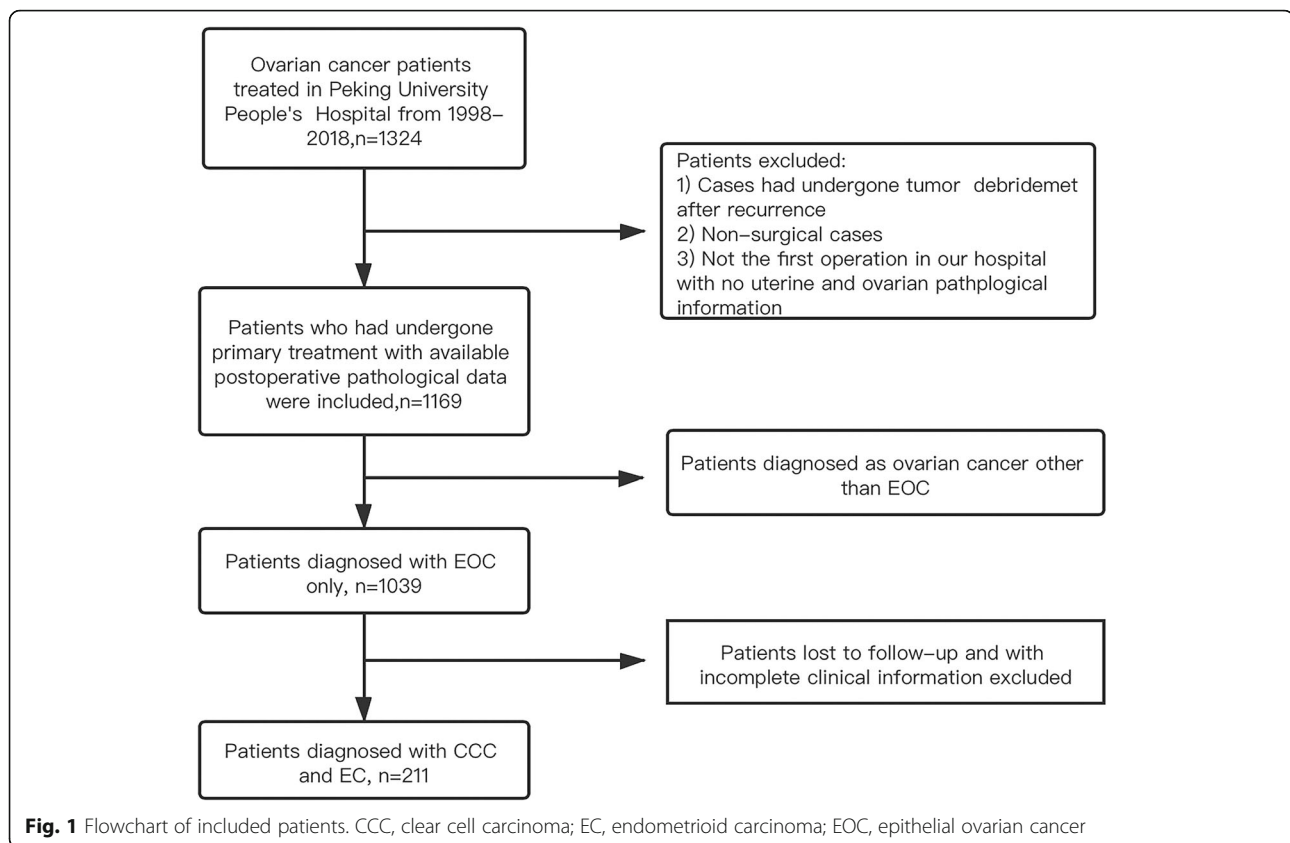 Ovarian cancer patients
treated in Peking University
People's Hospital from 1998-
2018,n=1324
Patients excluded:
1) Cases had undergone tumor debridemet
after recurrence
2) Non-surgical cases
3) Not the first operation in our hospital
with no uterine and ovarian pathplogical
information
Patients who had undergone
primary treatment with available
postoperative pathological data
were included,n=1169
Patients diagnosed as ovarian cancer other
than EOC
Patients diagnosed with EOC
only, n=1039
Patients lost to follow-up and with
incomplete clinical information excluded
Patients diagnosed with CCC
and EC, n=211
Fig. 1 Flowchart of included patients. CCC, clear cell carcinoma; EC, endometrioid carcinoma; EOC, epithelial ovarian cancer